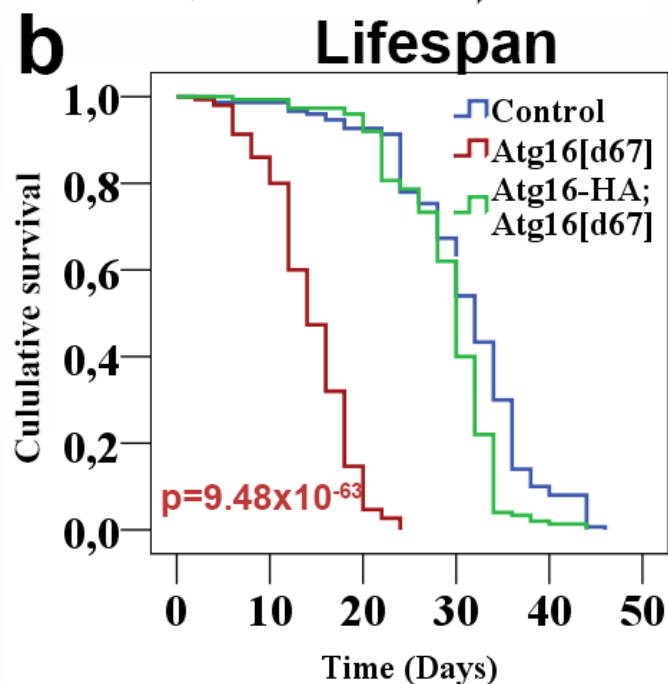 b
Lifespan
1,0
0,8
0,6
0,4
0,2
0,0
Cululative survival
Control
Atg16[d67]
Atg16-HA;
Atg16[d67]
p=9.48x10-63
0 10 20 30 40 50
Time (Days)